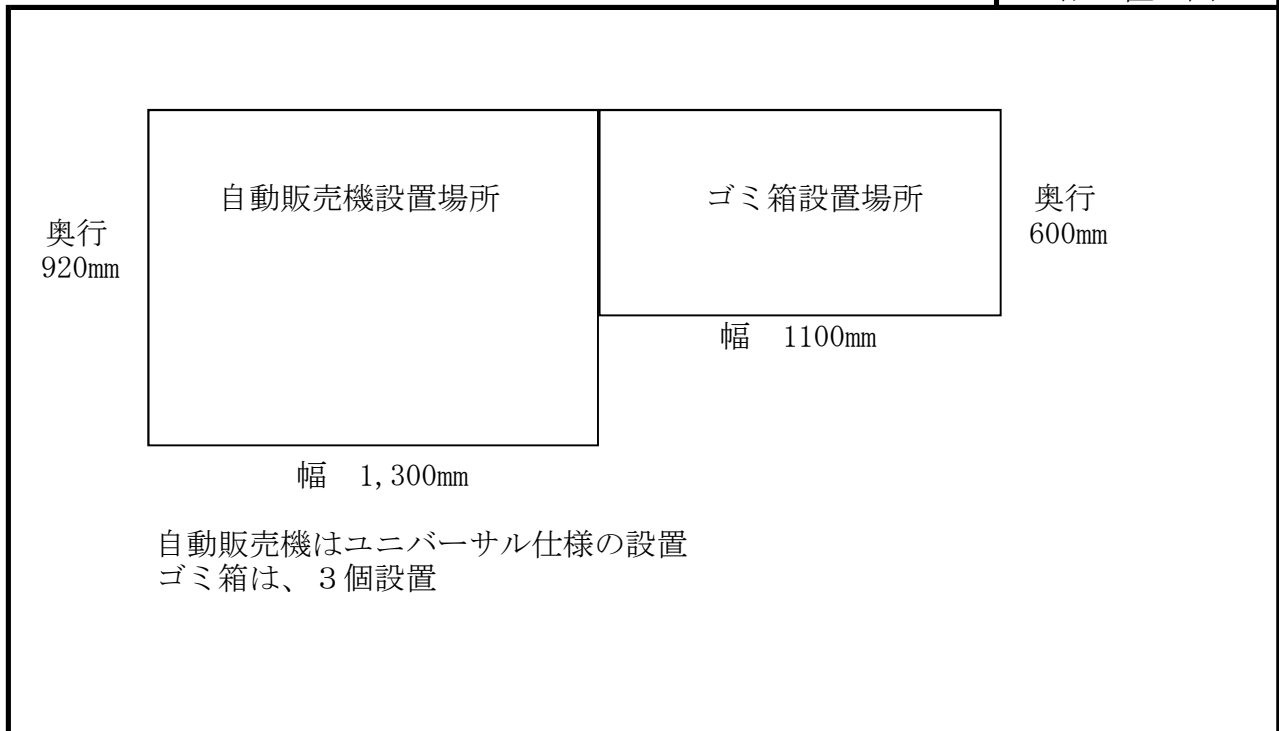 自動販売機設置場所
ゴミ箱設置場所
奥行
920㎜
奥行
600㎜
幅　1100㎜
幅　1,300㎜
自動販売機はユニバーサル仕様の設置
ゴミ箱は、３個設置